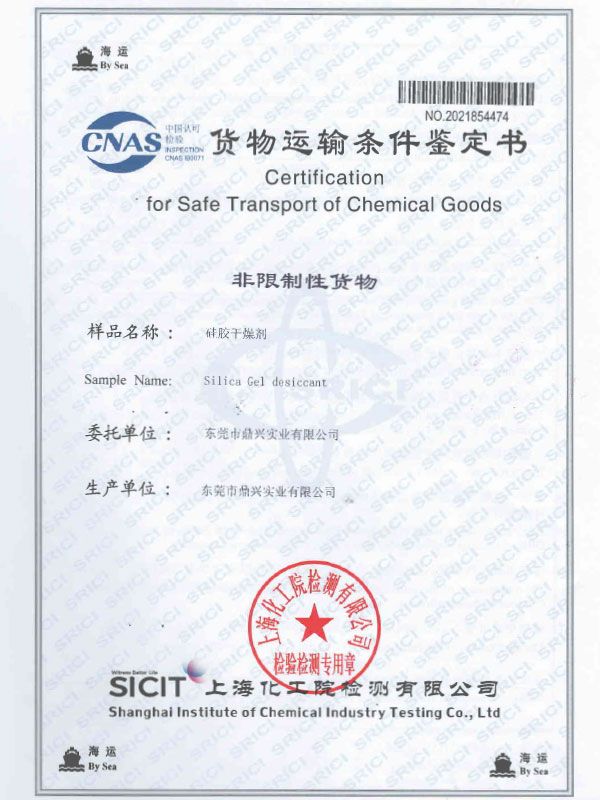 海运
By Sea
NO.2021854474
CNAS
中国认可
检验
INSPECTION
CNAS IB0071
货物运输条件鉴定书
Certification
for Safe Transport of Chemical Goods
非限制性货物
样品名称： 硅胶干燥剂
Sample Name: Silica Gel desiccant
委托单位： 东莞市鼎兴实业有限公司
生产单位： 东莞市鼎兴实业有限公司
上海化工院检测有限公司
检验检测专用章
Witness Better Life
SICIT 上海化工院检测有限公司
Shanghai Institute of Chemical Industry Testing Co., Ltd
海运
By Sea
海运
By Sea
SRICI